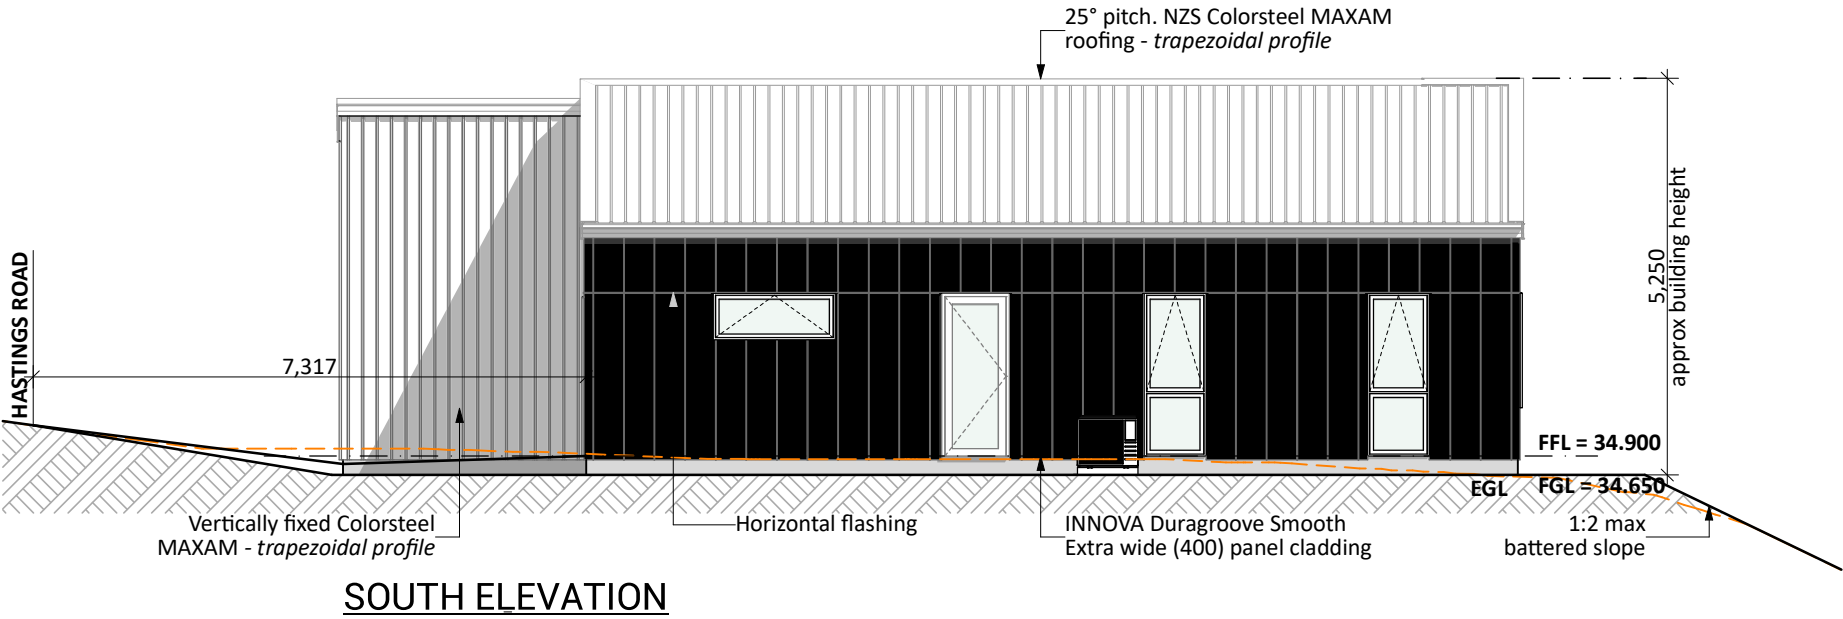 25° pitch. NZS Colorsteel MAXAM
roofing - trapezoidal profile
HASTINGS ROAD
7,317
5,250
approx building height
FFL = 34.900
EGL
FGL = 34.650
Vertically fixed Colorsteel
MAXAM - trapezoidal profile
Horizontal flashing
INNOVA Duragroove Smooth
Extra wide (400) panel cladding
1:2 max
battered slope
SOUTH ELEVATION